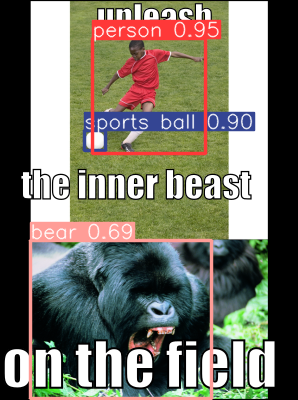 unleash
person 0.95
sports ball 0.90
the inner beast
bear 0.69
on the field